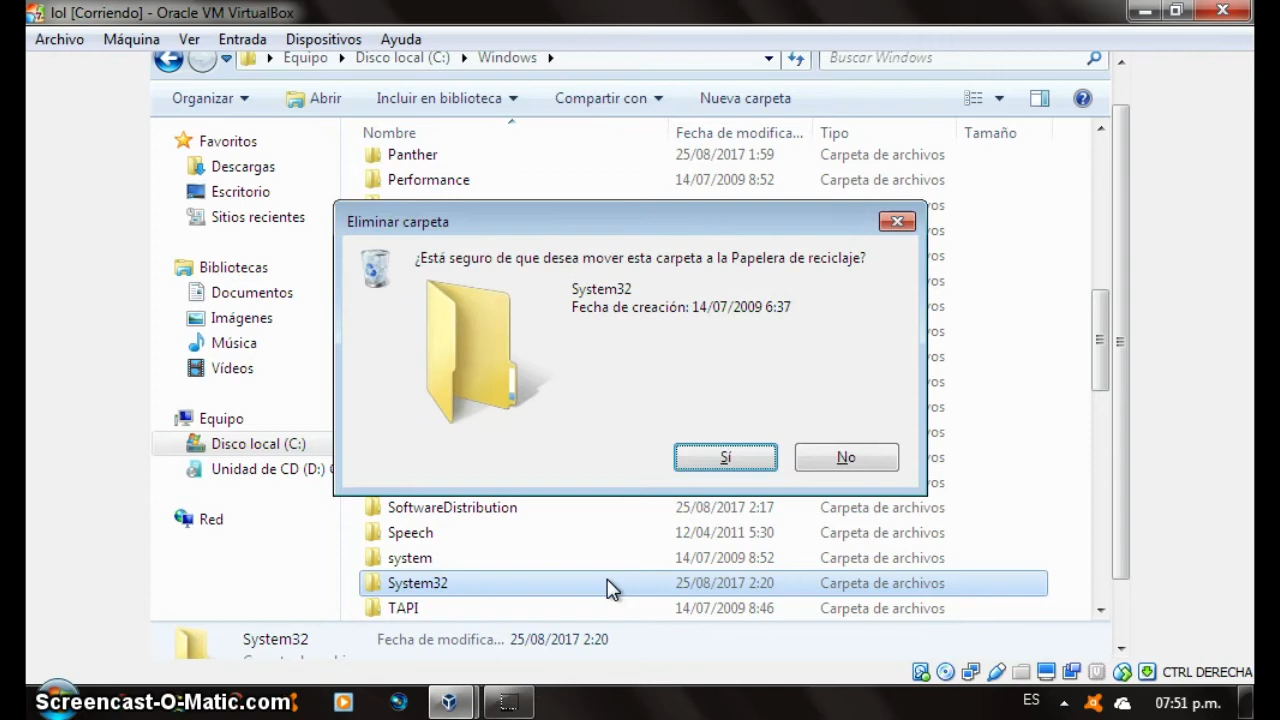 lol [Corriendo] - Oracle VM VirtualBox
Archivo Máquina Ver Entrada Dispositivos Ayuda
Equipo Disco local (C:) Windows Buscar Windows
Organizar Abrir Incluir en biblioteca Compartir con Nueva carpeta
Nombre Fecha de modifica... Tipo Tamaño
Favoritos
Descargas
Escritorio
Sitios recientes
Bibliotecas
Documentos
Imágenes
Música
Vídeos
Equipo
Disco local (C:)
Unidad de CD (D:)
Red
Panther 25/08/2017 1:59 Carpeta de archivos
Performance 14/07/2009 8:52 Carpeta de archivos
Eliminar carpeta
¿Está seguro de que desea mover esta carpeta a la Papelera de reciclaje?
System32
Fecha de creación: 14/07/2009 6:37
Sí No
SoftwareDistribution 25/08/2017 2:17 Carpeta de archivos
Speech 12/04/2011 5:30 Carpeta de archivos
system 14/07/2009 8:52 Carpeta de archivos
System32 25/08/2017 2:20 Carpeta de archivos
TAPI 14/07/2009 8:46 Carpeta de archivos
System32 Fecha de modifica... 25/08/2017 2:20
CTRL DERECHA
Screencast-O-Matic.com
ES 07:51 p.m.